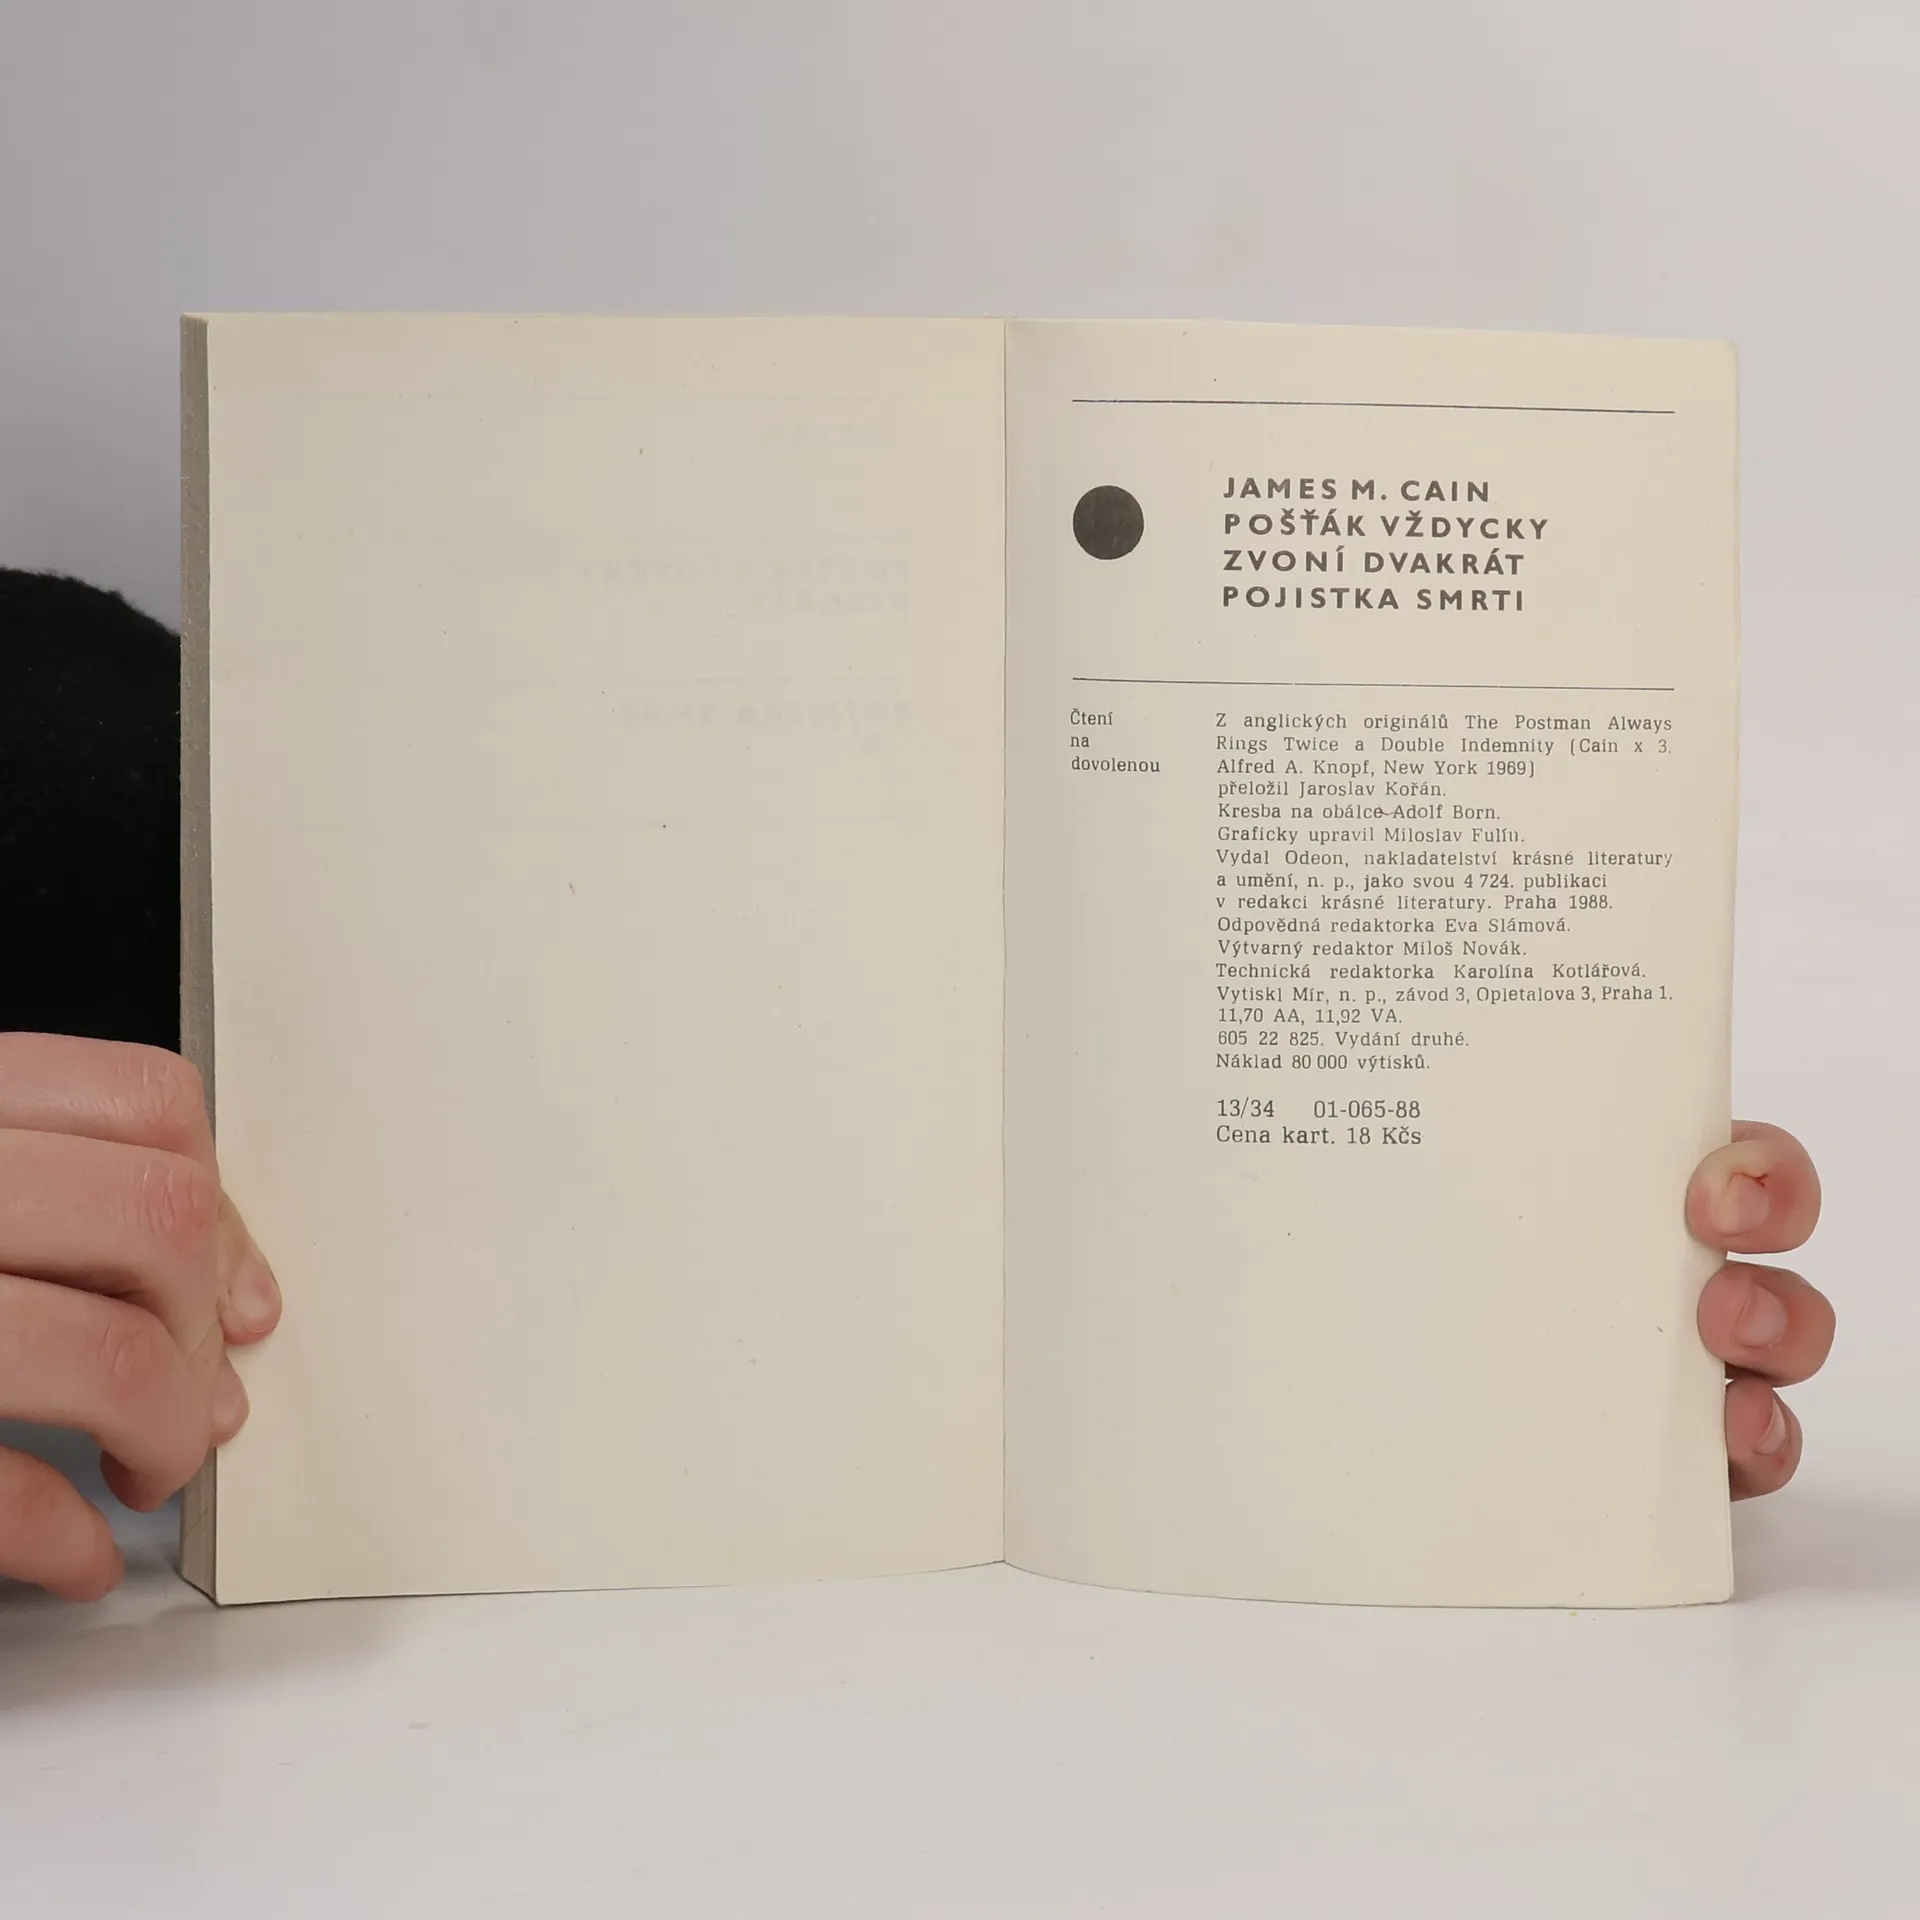 JAMES M. CAIN
POŠŤÁK VŽDYCKY
ZVONÍ DVAKRÁT
POJISTKA SMRTI
Čtení
na
dovolenou
Z anglických originálů The Postman Always
Rings Twice a Double Indemnity (Cain x 3.
Alfred A. Knopf, New York 1969)
přeložil Jaroslav Kořán.
Kresba na obálce Adolf Born.
Graficky upravil Miloslav Fulín.
Vydal Odeon, nakladatelství krásné literatury
a umění, n. p., jako svou 4 724. publikaci
v redakci krásné literatury. Praha 1988.
Odpovědná redaktorka Eva Slámová.
Výtvarný redaktor Miloš Novák.
Technická redaktorka Karolína Kotlářová.
Vytiskl Mír, n. p., závod 3, Opletalova 3, Praha 1.
11,70 AA, 11,92 VA.
605 22 825. Vydání druhé.
Náklad 80 000 výtisků.
13/34 01-065-88
Cena kart. 18 Kčs